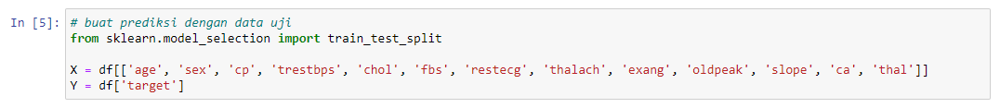 In [5]: # buat prediksi dengan data uji
from sklearn.model_selection import train_test_split
X = df[['age', 'sex', 'cp', 'trestbps', 'chol', 'fbs', 'restecg', 'thalach', 'exang', 'oldpeak', 'slope', 'ca', 'thal']]
Y = df['target']